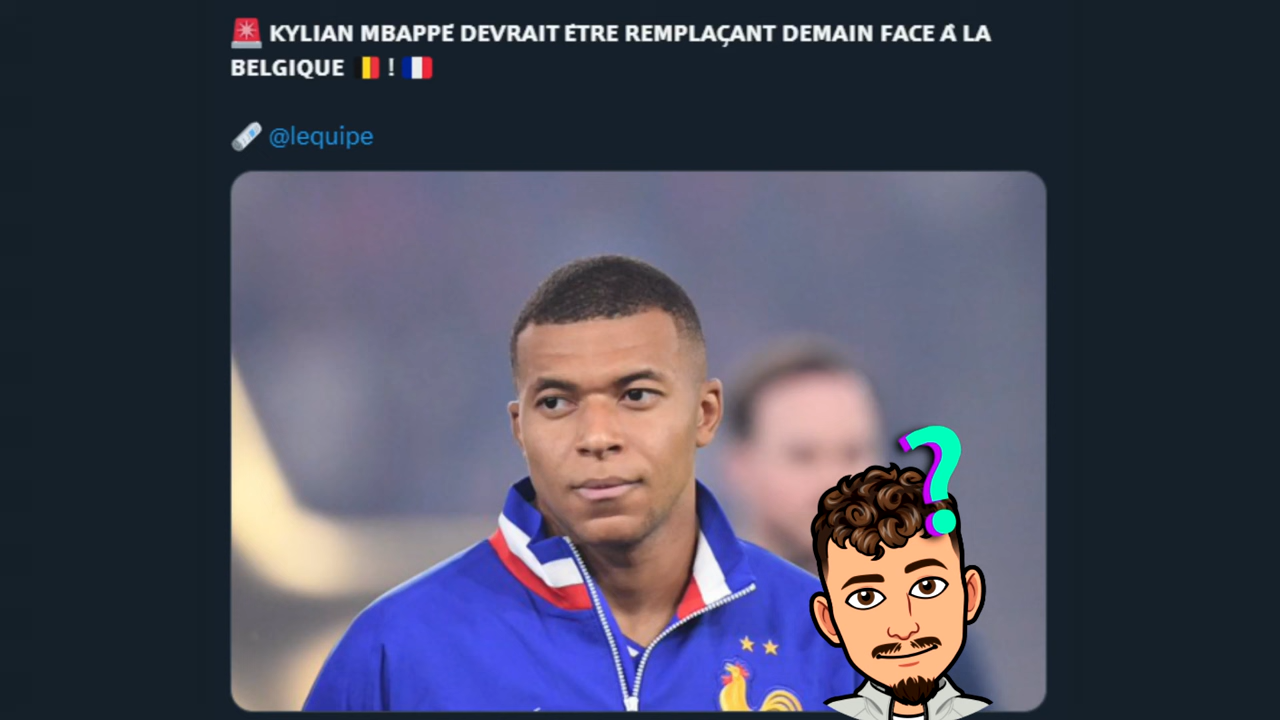 🚨 KYLIAN MBAPPÉ DEVRAIT ÊTRE REMPLAÇANT DEMAIN FACE À LA
BELGIQUE 🇧🇪 ! 🇫🇷
🗞️ @lequipe
?